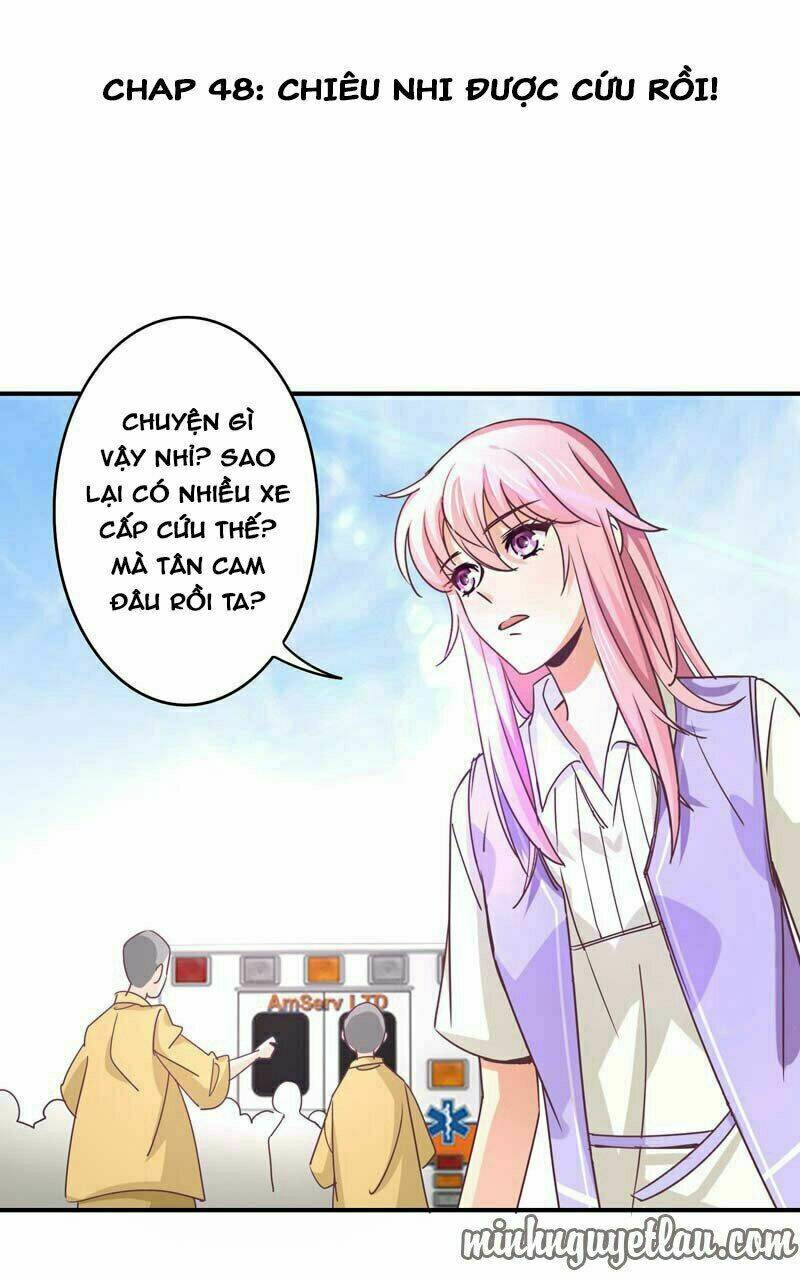 CHAP 48: CHIÊU NHI ĐƯỢC CỨU RỒI!
CHUYỆN GÌ
VẬY NHỈ? SAO
LẠI CÓ NHIỀU XE
CẤP CỨU THẾ?
MÀ TÂN CAM
ĐÂU RỒI TA?
AmServ LTD
minhnguyetlau.com